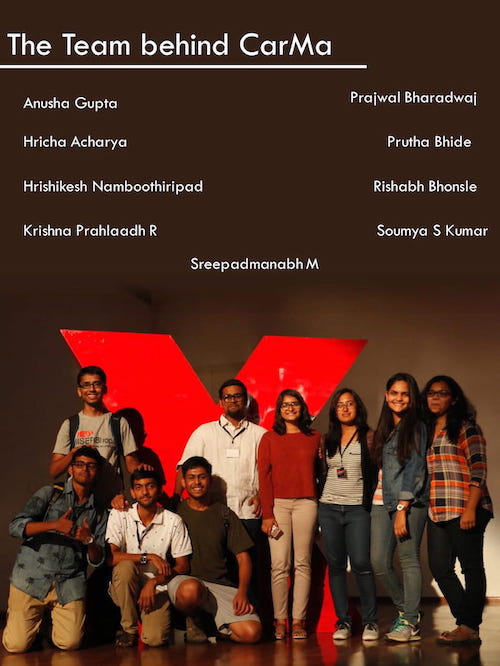 The Team behind CarMa
Anusha Gupta
Prajwal Bharadwaj
Hricha Acharya
Prutha Bhide
Hrishikesh Namboothiripad
Rishabh Bhonsle
Krishna Prahlaadh R
Soumya S Kumar
Sreepadmanabh M